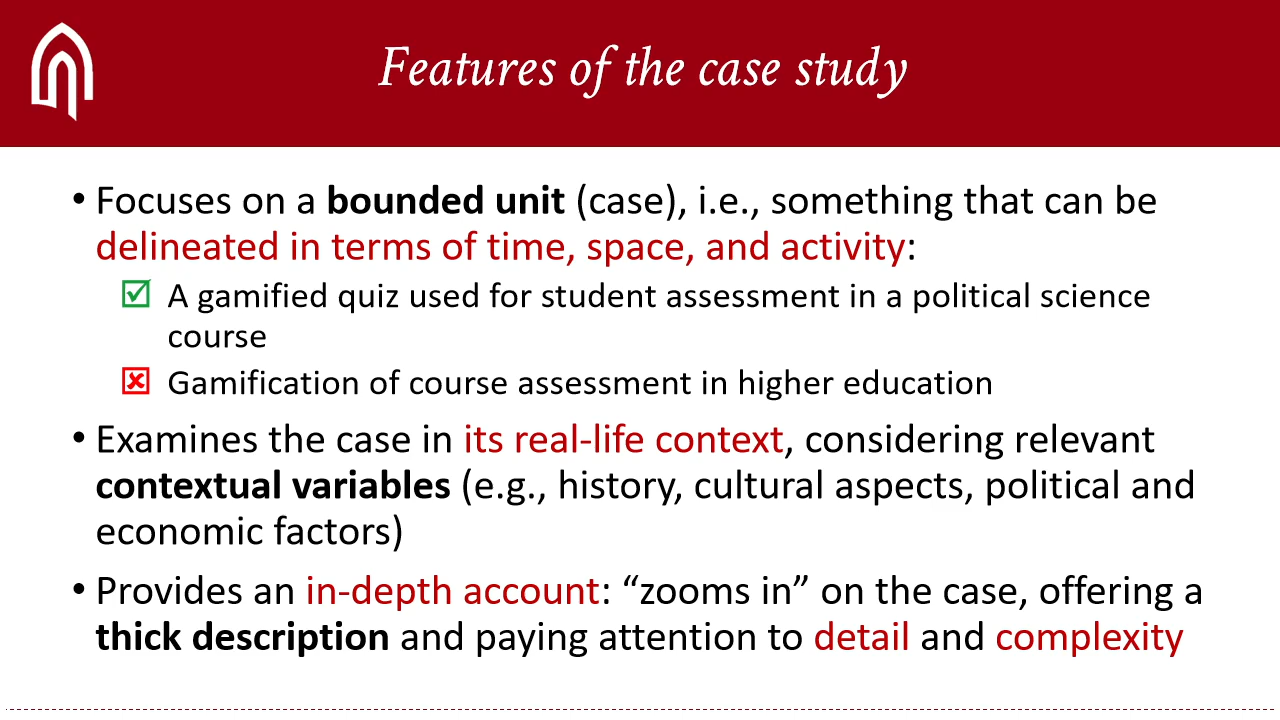 Features of the case study
• Focuses on a bounded unit (case), i.e., something that can be
delineated in terms of time, space, and activity:
☑ A gamified quiz used for student assessment in a political science
course
☒ Gamification of course assessment in higher education
• Examines the case in its real-life context, considering relevant
contextual variables (e.g., history, cultural aspects, political and
economic factors)
• Provides an in-depth account: “zooms in” on the case, offering a
thick description and paying attention to detail and complexity